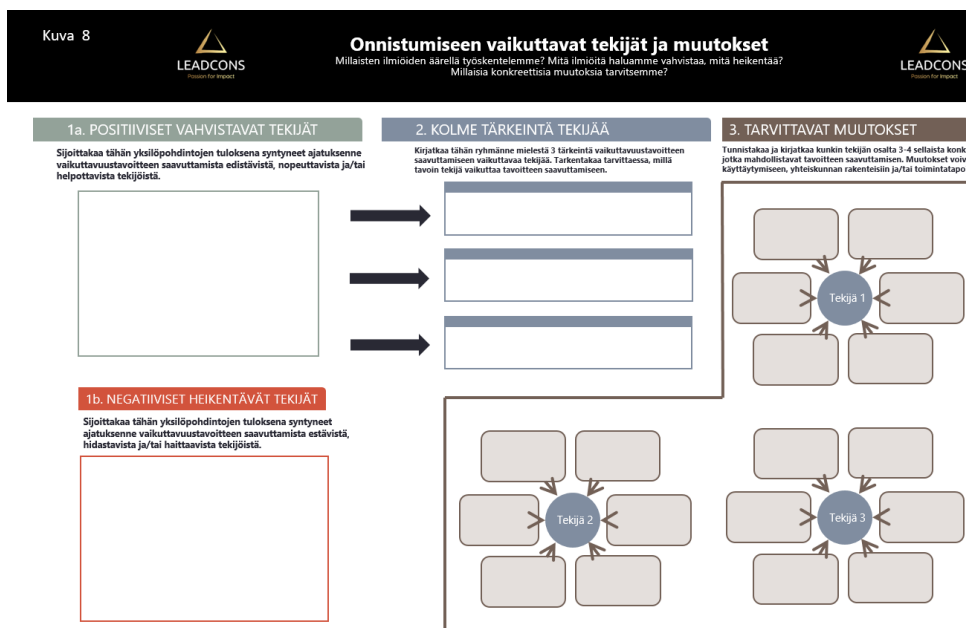 Kuva 8
LEADCONS
Passion for Impact
Onnistumiseen vaikuttavat tekijät ja muutokset
Millaisten ilmiöiden äärellä työskentelemme? Mitä ilmiöitä haluamme vahvistaa, mitä heikentää?
Millaisia konkreettisia muutoksia tarvitsemme?
LEADCONS
Passion for Impact
1a. POSITIIVISET VAHVISTAVAT TEKIJÄT
Sijoittakaa tähän yksilöpohdintojen tuloksena syntyneet ajatuksenne
vaikuttavuustavoitteen saavuttamista edistävistä, nopeuttavista ja/tai
helpottavista tekijöistä.
2. KOLME TÄRKEINTÄ TEKIJÄÄ
Kirjatkaa tähän ryhmänne mielestä 3 tärkeintä vaikuttavuustavoitteen
saavuttamiseen vaikuttavaa tekijää. Tarkentakaa tarvittaessa, millä
tavoin tekijä vaikuttaa tavoitteen saavuttamiseen.
3. TARVITTAVAT MUUTOKSET
Tunnistakaa ja kirjatkaa kunkin tekijän osalta 3-4 sellaista konk
jotka mahdollistavat tavoitteen saavuttamisen. Muutokset voiv
käyttäytymiseen, yhteiskunnan rakenteisiin ja/tai toimintatapo
Tekijä 1
1b. NEGATIIVISET HEIKENTÄVÄT TEKIJÄT
Sijoittakaa tähän yksilöpohdintojen tuloksena syntyneet
ajatuksenne vaikuttavuustavoitteen saavuttamista estävistä,
hidastavista ja/tai haittaavista tekijöistä.
Tekijä 2
Tekijä 3